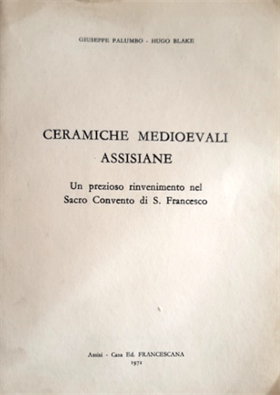 GIUSEPPE PALUMBO - HUGO BLAKE
CERAMICHE MEDIOEVALI
ASSISIANE
Un prezioso rinvenimento nel
Sacro Convento di S. Francesco
Assisi - Casa Ed. FRANCESCANA
1971